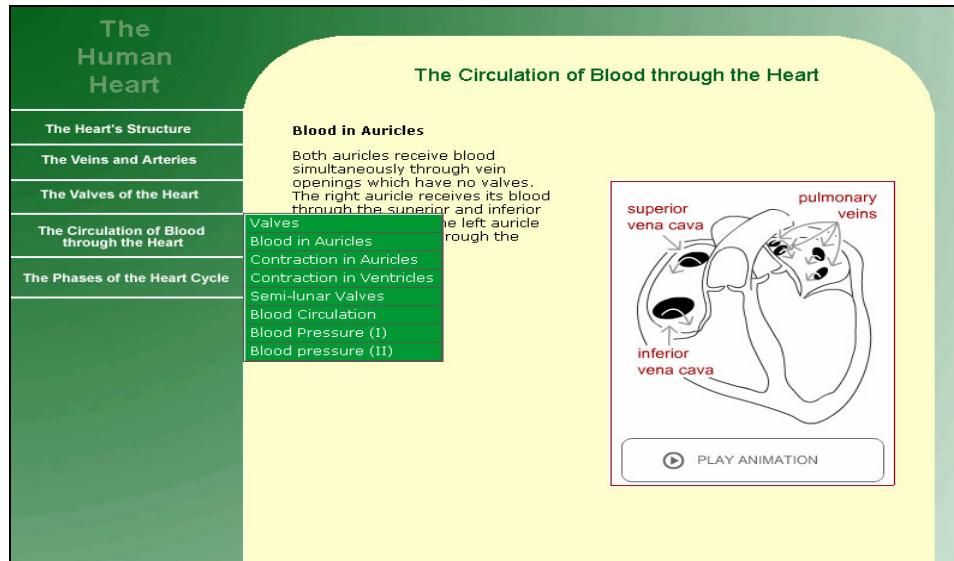 The
Human
Heart
The Heart's Structure
The Veins and Arteries
The Valves of the Heart
The Circulation of Blood
through the Heart
The Phases of the Heart Cycle
The Circulation of Blood through the Heart
Blood in Auricles
Both auricles receive blood
simultaneously through vein
openings which have no valves.
The right auricle receives its blood
through the superior and inferior
left auricle
through the
Valves
Blood in Auricles
Contraction in Auricles
Contraction in Ventricles
Semi-lunar Valves
Blood Circulation
Blood Pressure (I)
Blood pressure (II)
superior
vena cava
pulmonary
veins
inferior
vena cava
PLAY ANIMATION